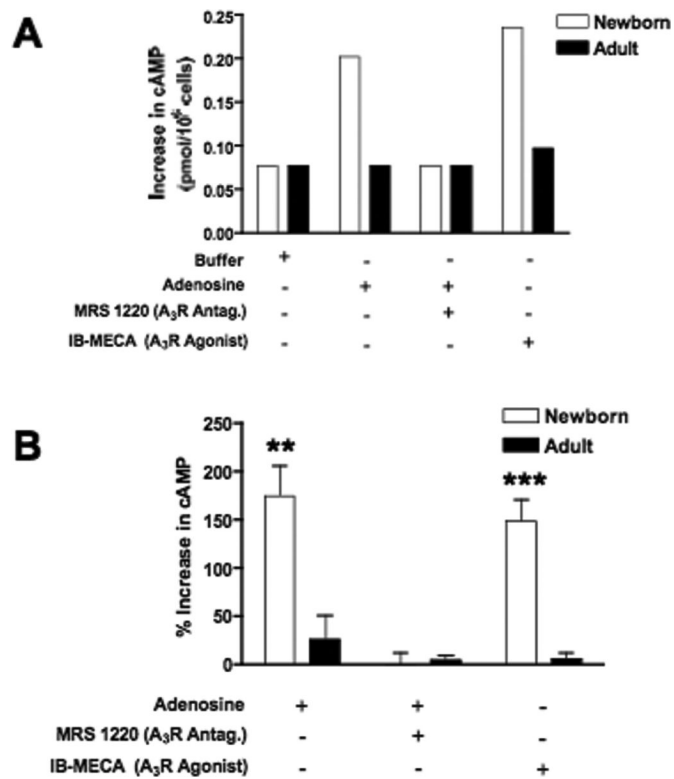 A
Increase in cAMP
(pmol/10⁶ cells)
0.25
0.20
0.15
0.10
0.05
0.00
Newborn
Adult
Buffer + - - -
Adenosine - + + -
MRS 1220 (A₃R Antag.) - - + -
IB-MECA (A₃R Agonist) - - - +
B
% Increase in cAMP
250
200
150
100
50
0
Newborn
Adult
** ***
Adenosine + + -
MRS 1220 (A₃R Antag.) - + -
IB-MECA (A₃R Agonist) - - +